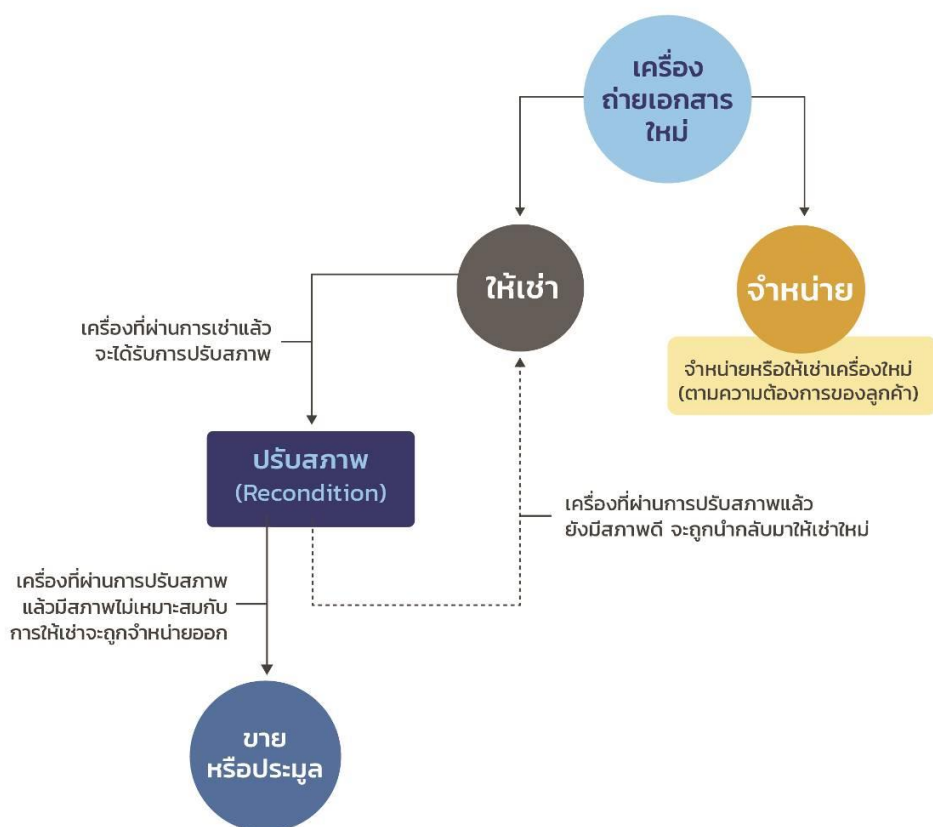 เครื่อง
ถ่ายเอกสาร
ใหม่
ให้เช่า
จำหน่าย
จำหน่ายหรือให้เช่าเครื่องใหม่
(ตามความต้องการของลูกค้า)
เครื่องที่ผ่านการเช่าแล้ว
จะได้รับการปรับสภาพ
ปรับสภาพ
(Recondition)
เครื่องที่ผ่านการปรับสภาพแล้ว
ยังมีสภาพดี จะถูกนำกลับมาให้เช่าใหม่
เครื่องที่ผ่านการปรับสภาพ
แล้วมีสภาพไม่เหมาะสมกับ
การให้เช่าจะถูกจำหน่ายออก
ขาย
หรือประมูล